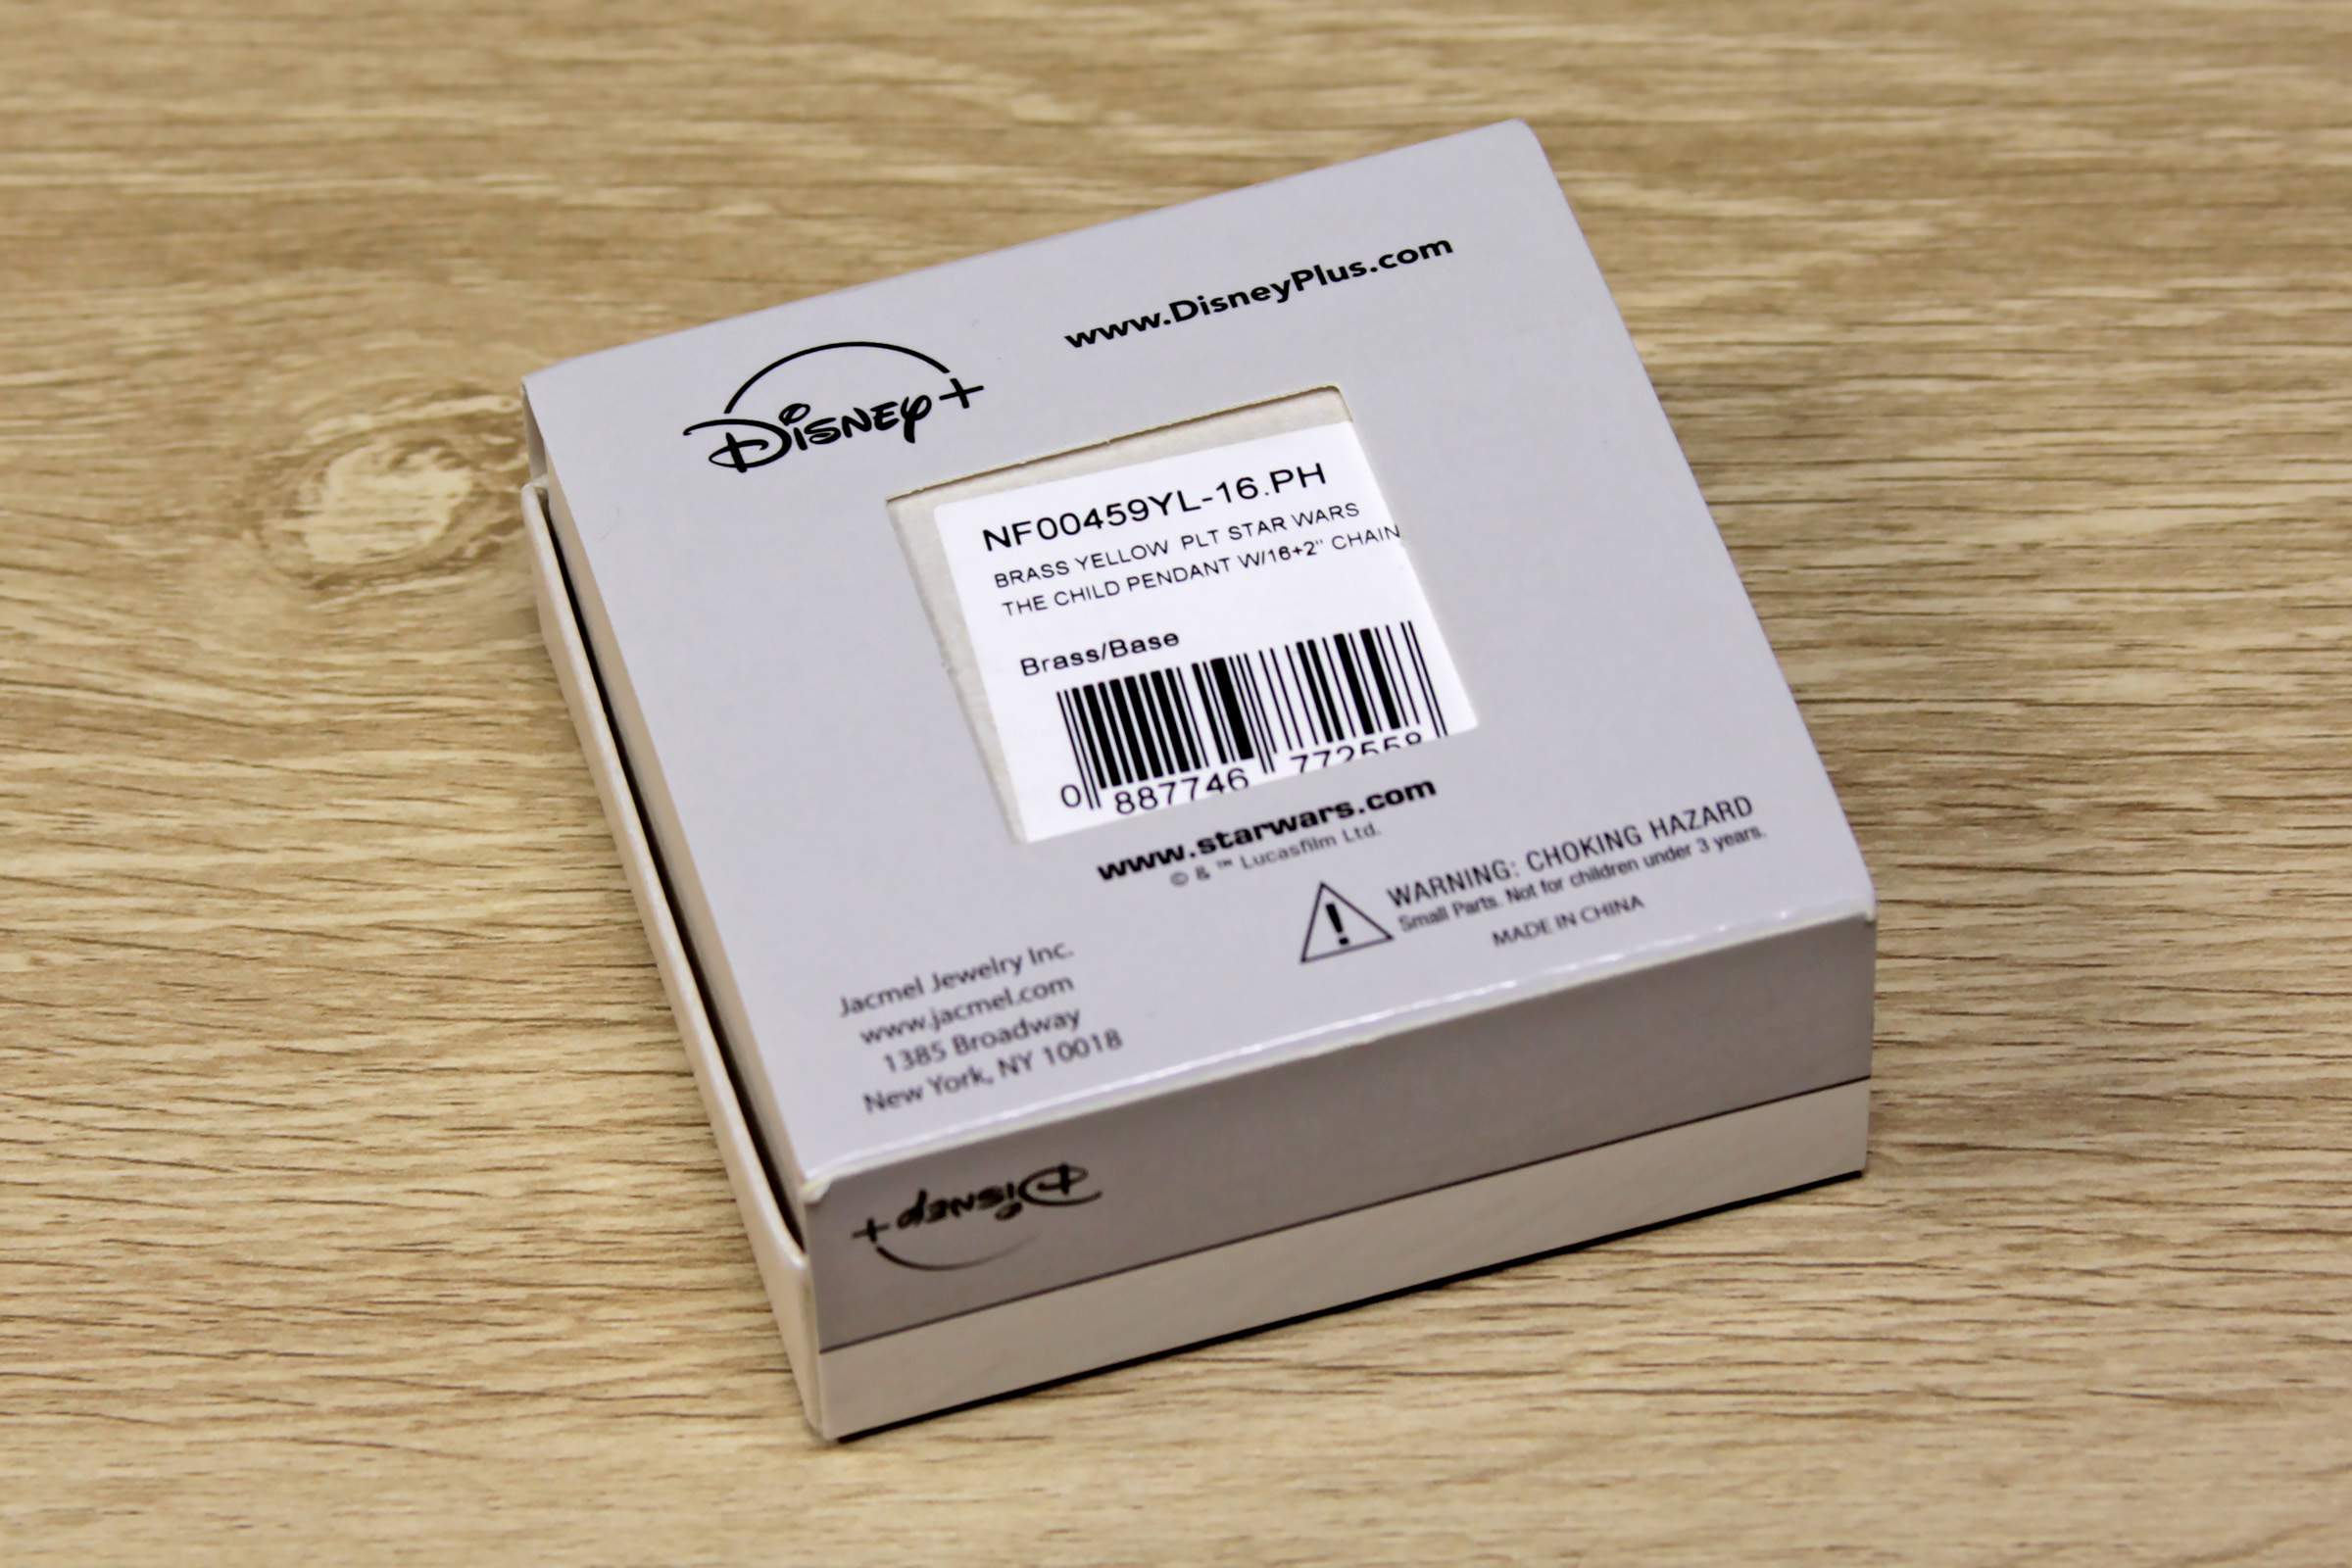 www.DisneyPlus.com
Disney+
NF00459YL-16.PH
BRASS YELLOW PLT STAR WARS
THE CHILD PENDANT W/16+2" CHAIN
Brass/Base
0 887746 772558
www.starwars.com
© & ™ Lucasfilm Ltd.
WARNING: CHOKING HAZARD
Small Parts. Not for children under 3 years.
MADE IN CHINA
Jacmel Jewelry Inc.
www.jacmel.com
1385 Broadway
New York, NY 10018
Disney+